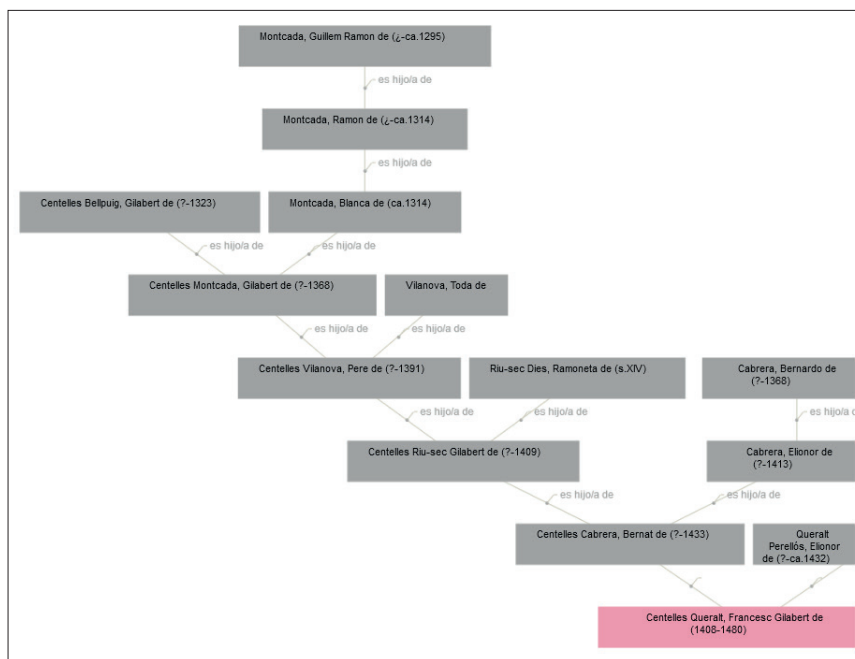 Montcada, Guillem Ramon de (¿-ca.1295)
es hijo/a de
Montcada, Ramon de (¿-ca.1314)
es hijo/a de
Centelles Bellpuig, Gilabert de (?-1323)
Montcada, Blanca de (ca.1314)
es hijo/a de
es hijo/a de
Centelles Montcada, Gilabert de (?-1368)
Vilanova, Toda de
es hijo/a de
es hijo/a de
Centelles Vilanova, Pere de (?-1391)
Riu-sec Dies, Ramoneta de (s.XIV)
Cabrera, Bernardo de
(?-1368)
es hijo/a de
es hijo/a de
es hijo/a d
Centelles Riu-sec Gilabert de (?-1409)
Cabrera, Elionor de
(?-1413)
es hijo/a de
es hijo/a de
Centelles Cabrera, Bernat de (?-1433)
Queralt
Perellós, Elionor
de (?-ca.1432)
Centelles Queralt, Francesc Gilabert de
(1408-1480)